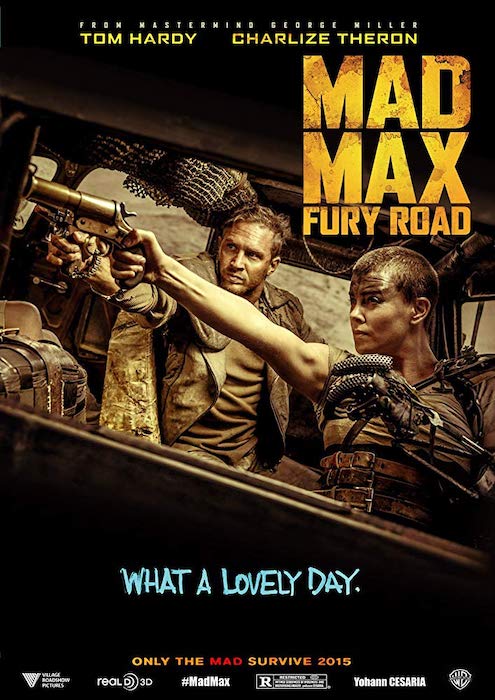 FROM MASTERMIND GEORGE MILLER
TOM HARDY CHARLIZE THERON
MAD
MAX
FURY ROAD
WHAT A LOVELY DAY.
ONLY THE MAD SURVIVE 2015
VILLAGE
ROADSHOW
PICTURES
REAL D 3D
#MadMax
R
RESTRICTED
Yohann CESARIA
WB